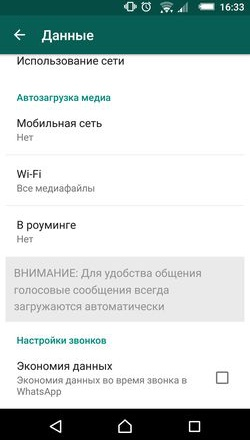 16:33
Данные
Использование сети
Автозагрузка медиа
Мобильная сеть
Нет
Wi-Fi
Все медиафайлы
В роуминге
Нет
ВНИМАНИЕ: Для удобства общения
голосовые сообщения всегда
загружаются автоматически
Настройки звонков
Экономия данных
Экономия данных во время звонка в
WhatsApp